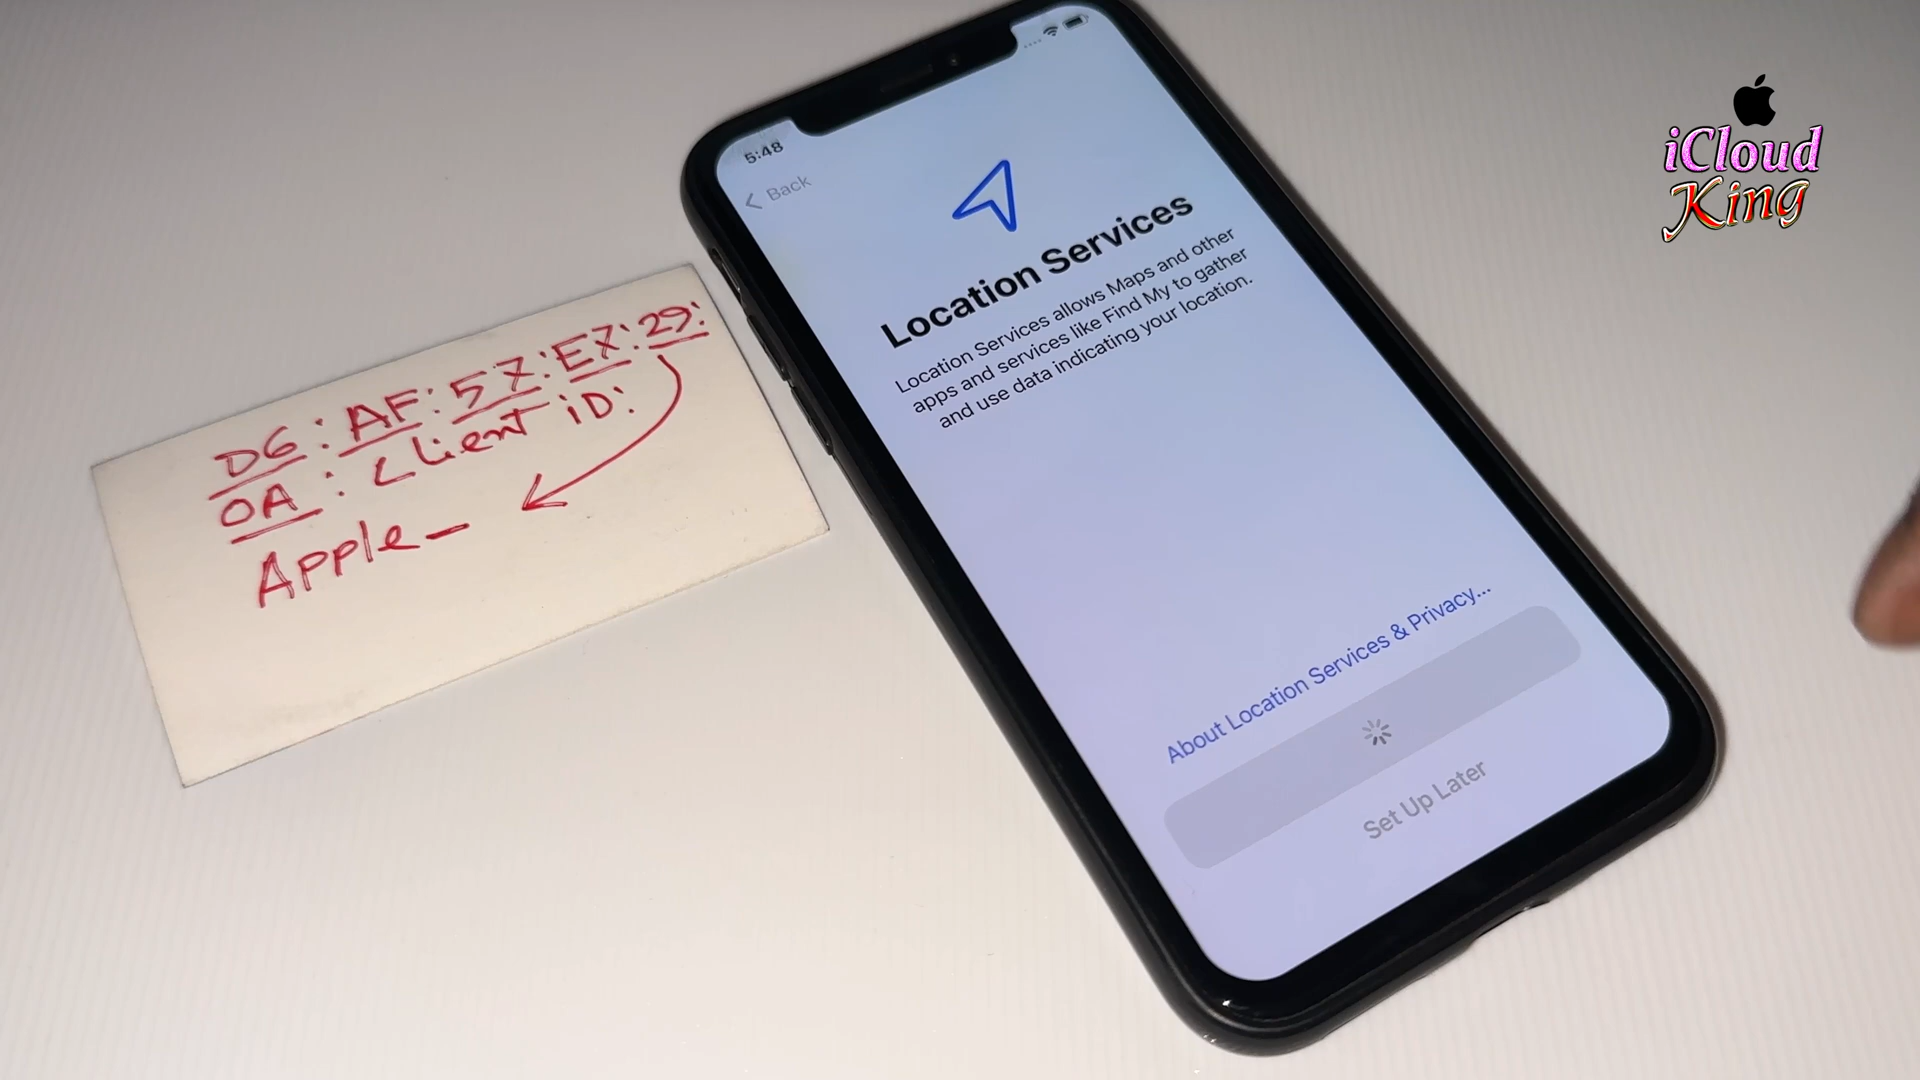 D6 : AF : 57 : E7 : 29 :
0A : Client iD:
Apple_
5:48
Back
Location Services
Location Services allows Maps and other
apps and services like Find My to gather
and use data indicating your location.
About Location Services & Privacy...
Set Up Later
iCloud
King